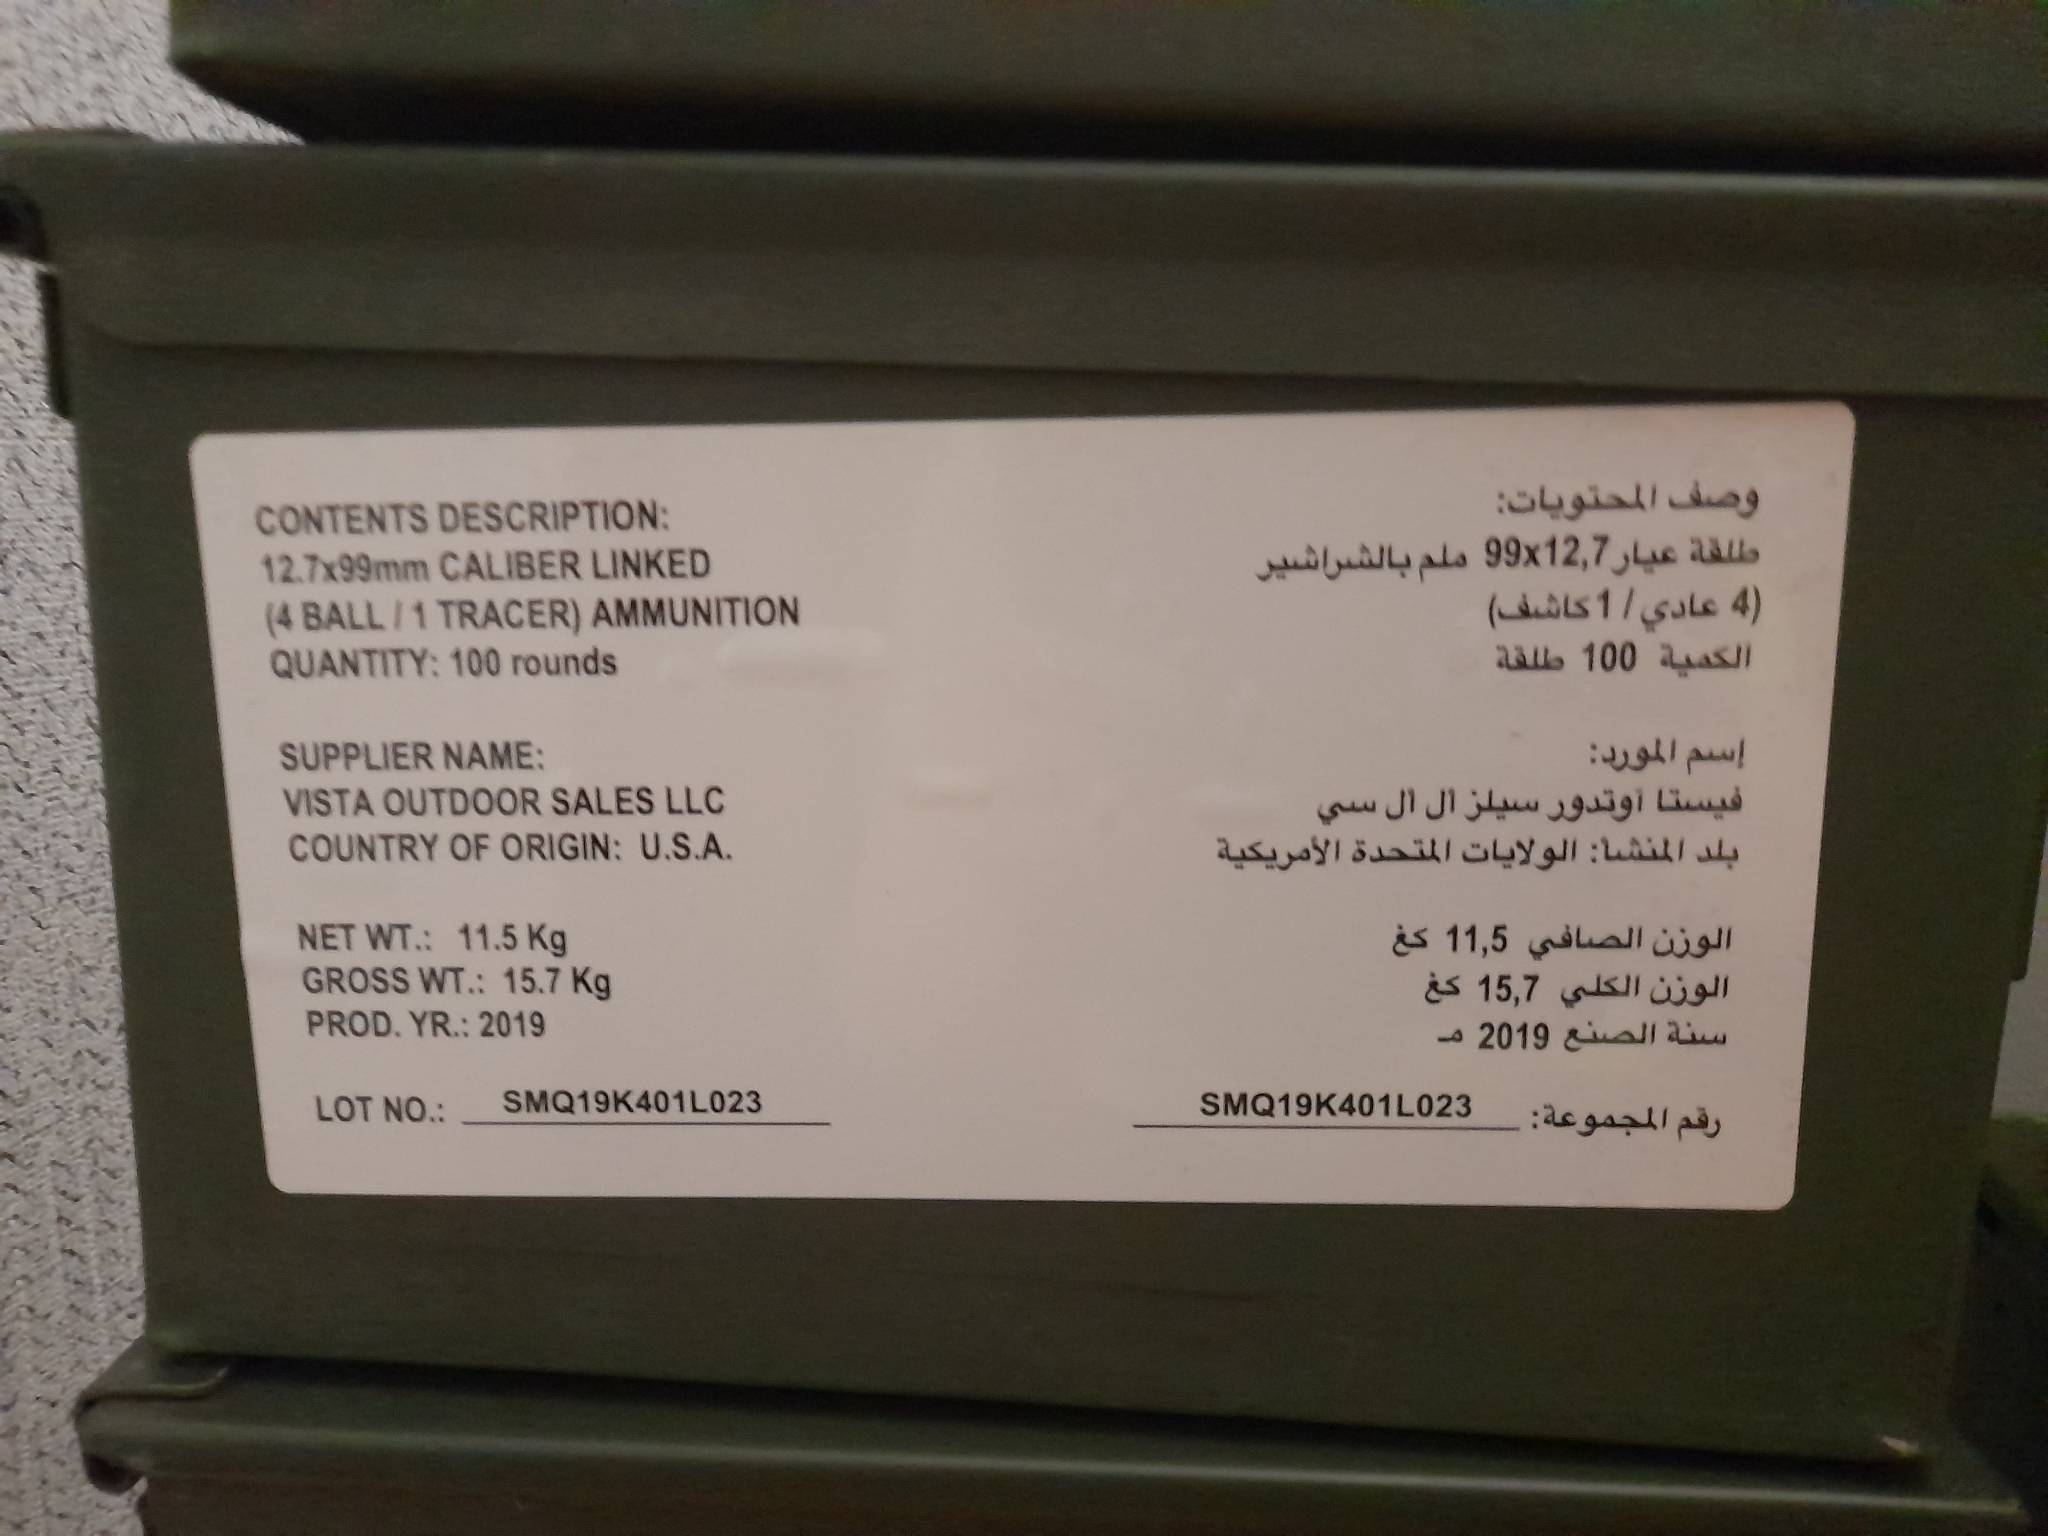 CONTENTS DESCRIPTION:
12.7x99mm CALIBER LINKED
(4 BALL / 1 TRACER) AMMUNITION
QUANTITY: 100 rounds
SUPPLIER NAME:
VISTA OUTDOOR SALES LLC
COUNTRY OF ORIGIN: U.S.A.
NET WT.: 11.5 Kg
GROSS WT.: 15.7 Kg
PROD. YR.: 2019
LOT NO.: SMQ19K401L023
وصف المحتويات:
طلقة عيار 99x12,7 ملم بالشراشير
(4 عادي / 1 كاشف)
الكمية 100 طلقة
إسم المورد:
فيستا أوتدور سيلز ال ال سي
بلد المنشا: الولايات المتحدة الأمريكية
الوزن الصافي 11,5 كغ
الوزن الكلي 15,7 كغ
سنة الصنع 2019 مـ
رقم المجموعة: SMQ19K401L023